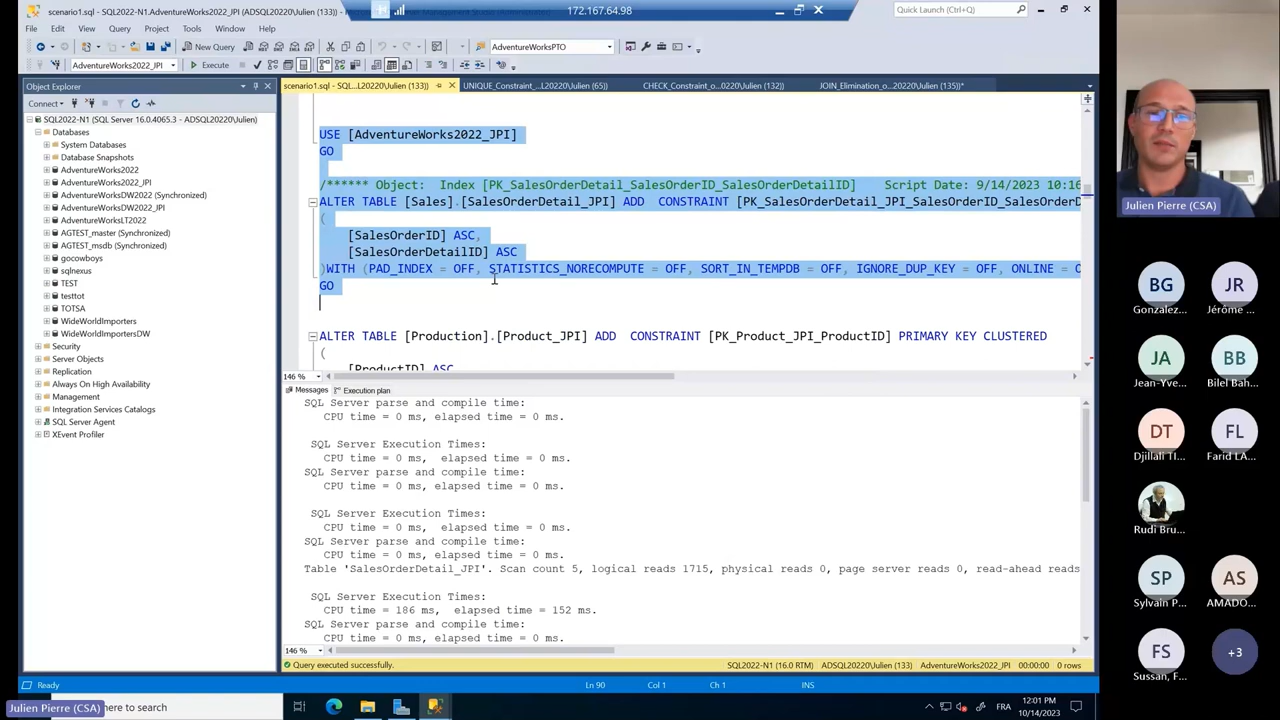 scenario1.sql - SQL2022-N1.AdventureWorks2022_JPI (ADSQL20220\Julien (133))
172.167.64.98
Quick Launch (Ctrl+Q)
File Edit View Query Project Tools Window Help
New Query
AdventureWorksPTO
AdventureWorks2022_JPI
Execute
Object Explorer
scenario1.sql - SQL...L20220\Julien (133))
UNIQUE_Constraint_...L2022\Julien (65))
CHECK_Constraint_o...0220\Julien (132))
JOIN_Elimination_o...20220\Julien (135))*
Connect
SQL2022-N1 (SQL Server 16.0.4065.3 - ADSQL20220\Julien)
Databases
System Databases
Database Snapshots
AdventureWorks2022
AdventureWorks2022_JPI
AdventureWorksDW2022 (Synchronized)
AdventureWorksDW2022_JPI
AdventureWorksLT2022
AGTEST_master (Synchronized)
AGTEST_msdb (Synchronized)
gocowboys
sqlnexus
TEST
testtot
TOTSA
WideWorldImporters
WideWorldImportersDW
Security
Server Objects
Replication
Always On High Availability
Management
Integration Services Catalogs
SQL Server Agent
XEvent Profiler
USE [AdventureWorks2022_JPI]
GO
/****** Object: Index [PK_SalesOrderDetail_SalesOrderID_SalesOrderDetailID] Script Date: 9/14/2023 10:16
ALTER TABLE [Sales].[SalesOrderDetail_JPI] ADD CONSTRAINT [PK_SalesOrderDetail_JPI_SalesOrderID_SalesOrderD
(
[SalesOrderID] ASC,
[SalesOrderDetailID] ASC
)WITH (PAD_INDEX = OFF, STATISTICS_NORECOMPUTE = OFF, SORT_IN_TEMPDB = OFF, IGNORE_DUP_KEY = OFF, ONLINE = O
GO
ALTER TABLE [Production].[Product_JPI] ADD CONSTRAINT [PK_Product_JPI_ProductID] PRIMARY KEY CLUSTERED
(
[ProductID] ASC
146 %
Messages Execution plan
SQL Server parse and compile time:
CPU time = 0 ms, elapsed time = 0 ms.
SQL Server Execution Times:
CPU time = 0 ms, elapsed time = 0 ms.
SQL Server parse and compile time:
CPU time = 0 ms, elapsed time = 0 ms.
SQL Server Execution Times:
CPU time = 0 ms, elapsed time = 0 ms.
SQL Server parse and compile time:
CPU time = 0 ms, elapsed time = 0 ms.
Table 'SalesOrderDetail_JPI'. Scan count 5, logical reads 1715, physical reads 0, page server reads 0, read-ahead reads
SQL Server Execution Times:
CPU time = 186 ms, elapsed time = 152 ms.
SQL Server parse and compile time:
CPU time = 0 ms, elapsed time = 0 ms.
146 %
Query executed successfully.
SQL2022-N1 (16.0 RTM) ADSQL20220\Julien (133) AdventureWorks2022_JPI 00:00:00 0 rows
Ready
Ln 90 Col 1 Ch 1 INS
Julien Pierre (CSA)
here to search
FRA
12:01 PM
10/14/2023
Julien Pierre (CSA)
BG
Gonzalez...
JR
Jérôme ...
JA
Jean-Yve...
BB
Bilel Bah...
DT
Djillali TI...
FL
Farid LA...
Rudi Bru...
SP
Sylvain P...
AS
AMADO...
FS
Sussan, F...
+3